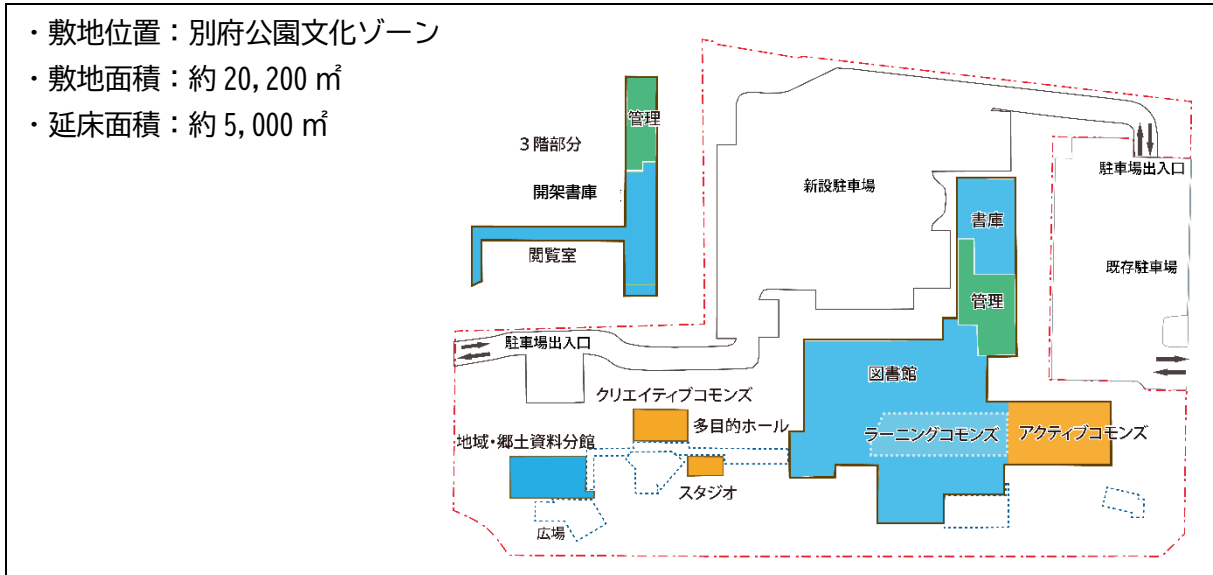 ・敷地位置：別府公園文化ゾーン
・敷地面積：約20,200㎡
・延床面積：約5,000㎡
管理
３階部分
開架書庫
閲覧室
新設駐車場
駐車場出入口
書庫
既存駐車場
管理
駐車場出入口
図書館
クリエイティブコモンズ
多目的ホール
ラーニングコモンズ
アクティブコモンズ
地域・郷土資料分館
スタジオ
広場